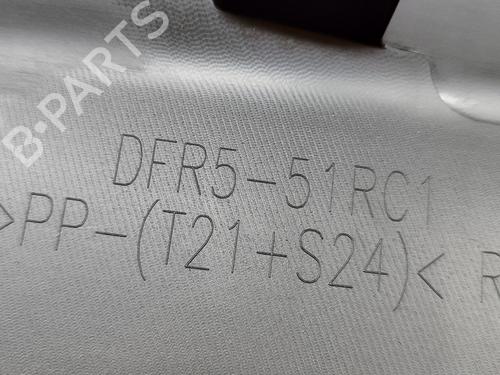 B-PARTS
DFR5-51RC1
>PP-(T21+S24)< R